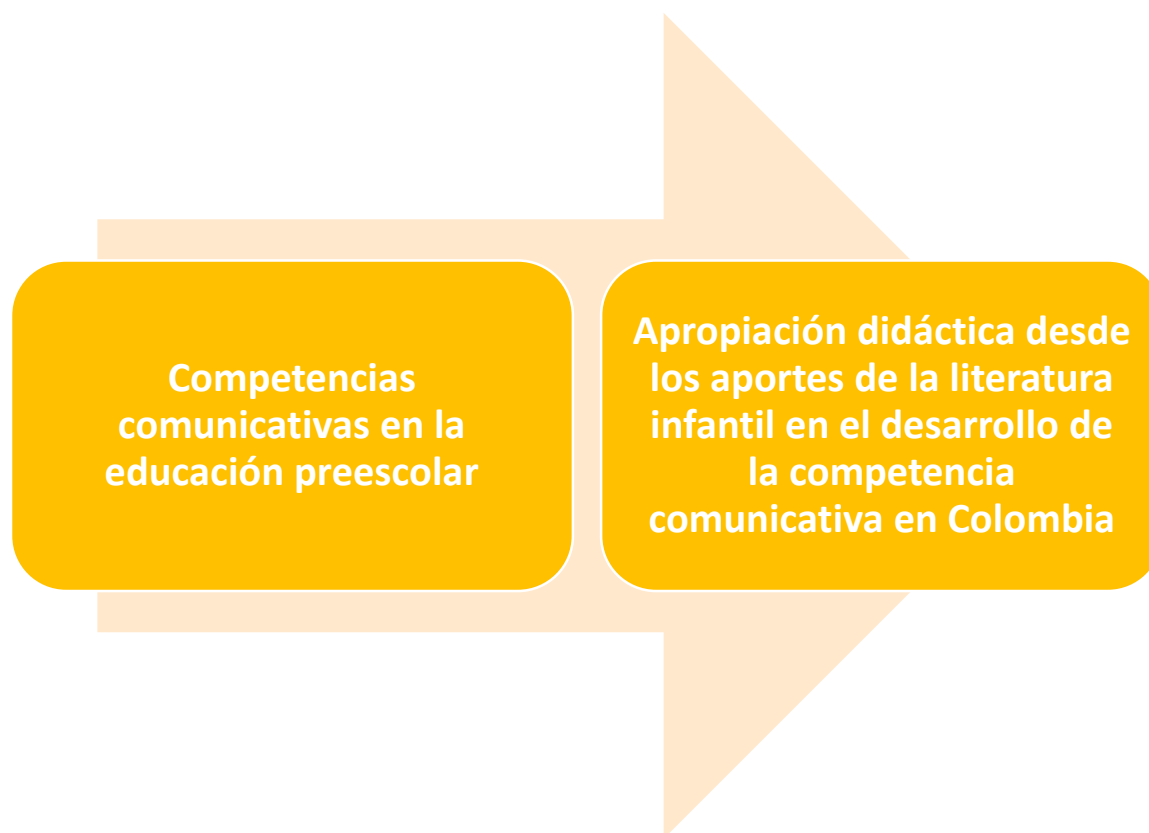 Competencias
comunicativas en la
educación preescolar
Apropiación didáctica desde
los aportes de la literatura
infantil en el desarrollo de
la competencia
comunicativa en Colombia